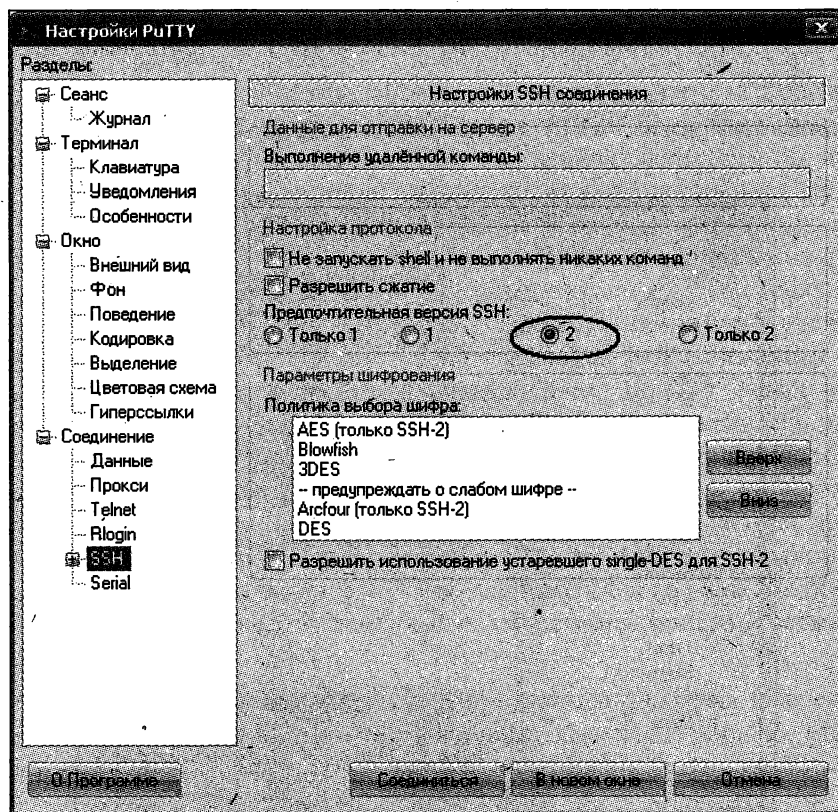 Настройки PuTTY
Разделы:
Сеанс
Журнал
Терминал
Клавиатура
Уведомления
Особенности
Окно
Внешний вид
Фон
Поведение
Кодировка
Выделение
Цветовая схема
Гиперссылки
Соединение
Данные
Прокси
Telnet
Rlogin
SSH
Serial
Настройки SSH соединения
Данные для отправки на сервер
Выполнение удалённой команды:
Настройка протокола
Не запускать shell и не выполнять никаких команд
Разрешить сжатие
Предпочтительная версия SSH:
Только 1 1 2 Только 2
Параметры шифрования
Политика выбора шифра:
AES (только SSH-2)
Blowfish
3DES
-- предупреждать о слабом шифре --
Arcfour (только SSH-2)
DES
Вверх
Вниз
Разрешить использование устаревшего single-DES для SSH-2
О Программе Соединиться В новом окне Отмена